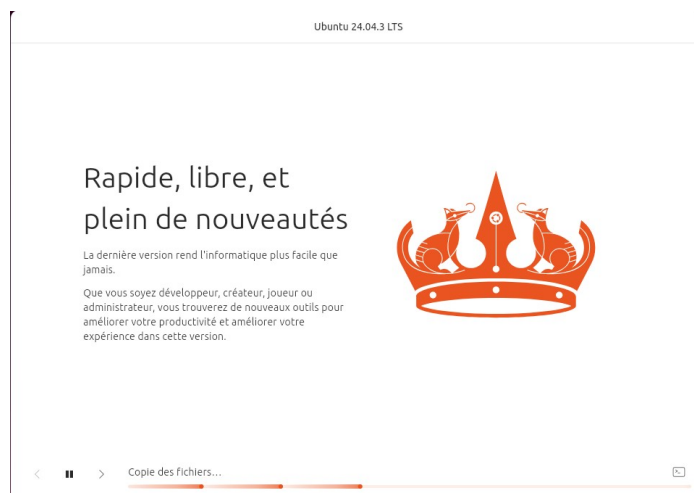 Ubuntu 24.04.3 LTS
Rapide, libre, et
plein de nouveautés
La dernière version rend l'informatique plus facile que
jamais.
Que vous soyez développeur, créateur, joueur ou
administrateur, vous trouverez de nouveaux outils pour
améliorer votre productivité et améliorer votre
expérience dans cette version.
Copie des fichiers…